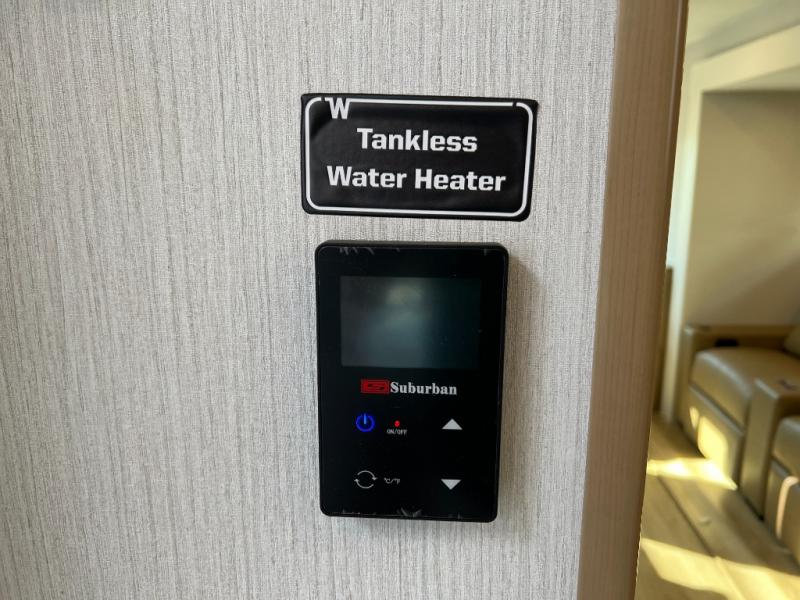 W
Tankless
Water Heater
Suburban
ON/OFF
°C/°F